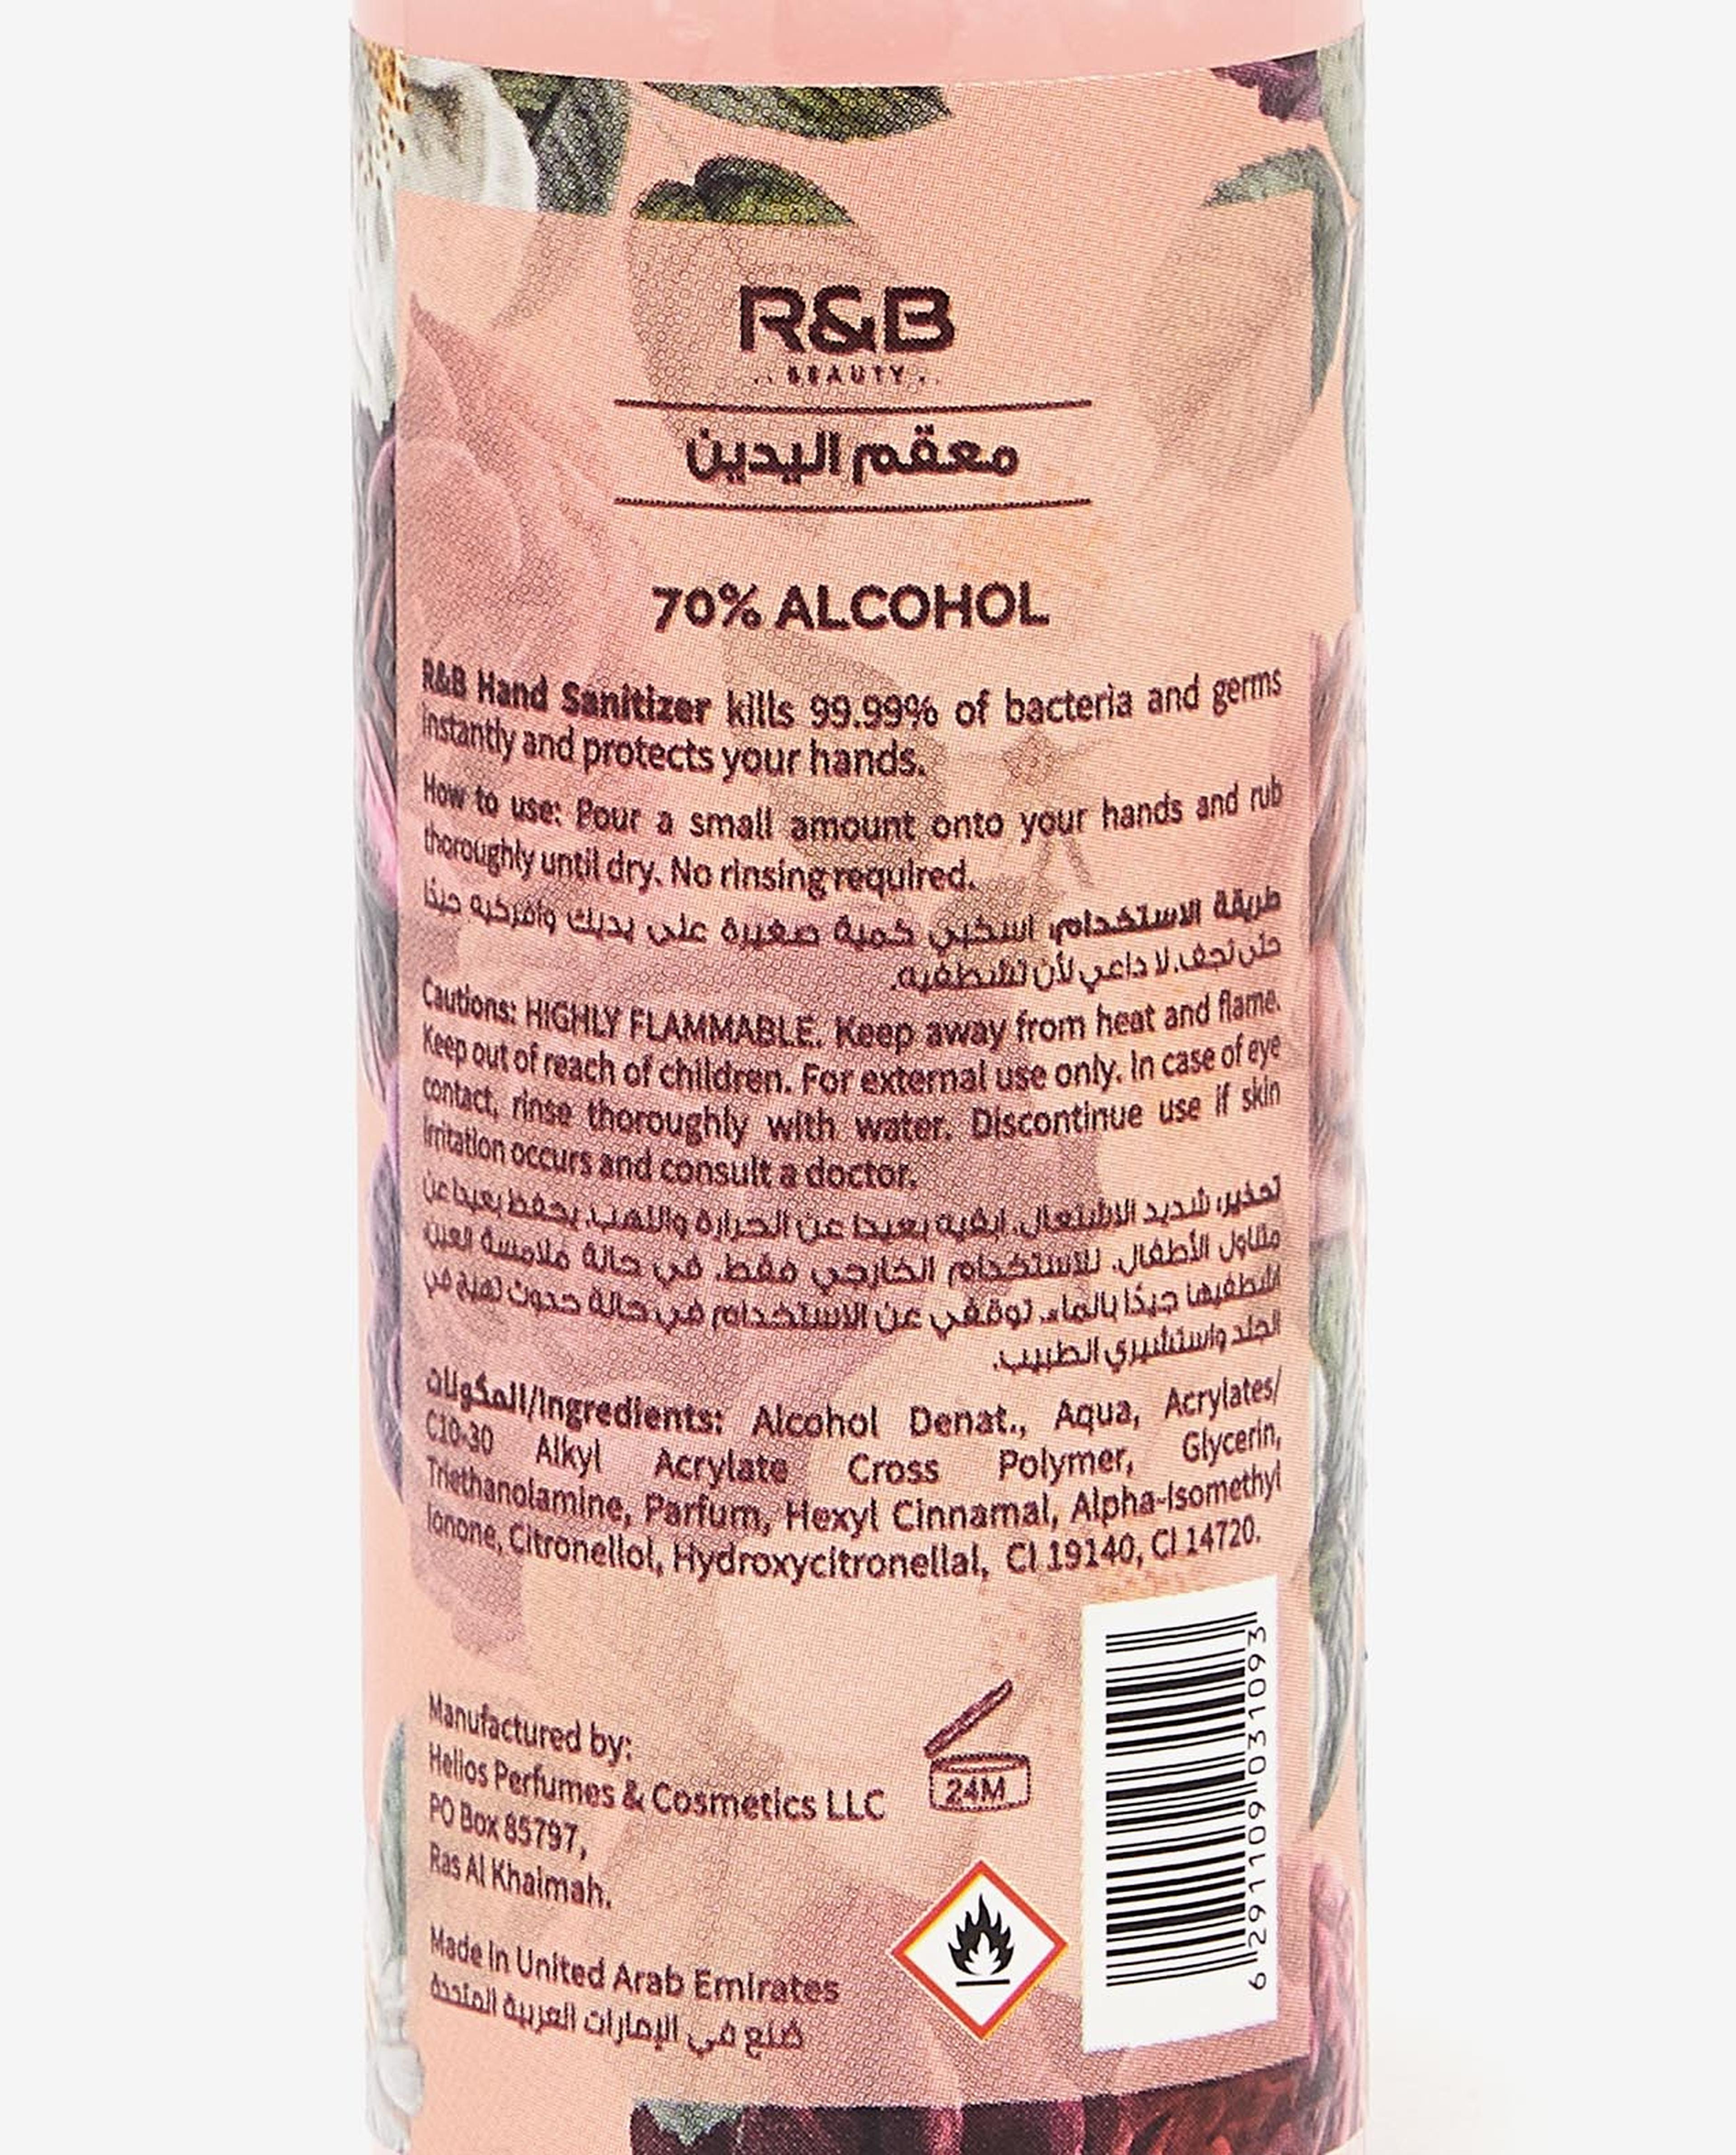 R&B
BEAUTY
معقم اليدين
70% ALCOHOL
R&B Hand Sanitizer kills 99.99% of bacteria and germs
instantly and protects your hands.
How to use: Pour a small amount onto your hands and rub
thoroughly until dry. No rinsing required.
طريقة الاستخدام: اسكبي كمية صغيرة على يديك وافركيه جيدًا
حتى تجف. لا داعي لأن تشطفيه.
Cautions: HIGHLY FLAMMABLE. Keep away from heat and flame.
Keep out of reach of children. For external use only. In case of eye
contact, rinse thoroughly with water. Discontinue use if skin
irritation occurs and consult a doctor.
تحذير: شديد الاشتعال. ابقيه بعيدا عن الحرارة واللهب. يحفظ بعيدا عن
متناول الأطفال. للاستخدام الخارجي فقط. في حالة ملامسة العين
اشطفيها جيدًا بالماء. توقفي عن الاستخدام في حالة حدوث تهيج في
الجلد واستشيري الطبيب.
المكونات/Ingredients: Alcohol Denat., Aqua, Acrylates/
C10-30 Alkyl Acrylate Cross Polymer, Glycerin,
Triethanolamine, Parfum, Hexyl Cinnamal, Alpha-Isomethyl
Ionone, Citronellol, Hydroxycitronellal, CI 19140, CI 14720.
Manufactured by:
Helios Perfumes & Cosmetics LLC
PO Box 85797,
Ras Al Khaimah.
24M
Made in United Arab Emirates
صُنع في الإمارات العربية المتحدة
6 291109 031093